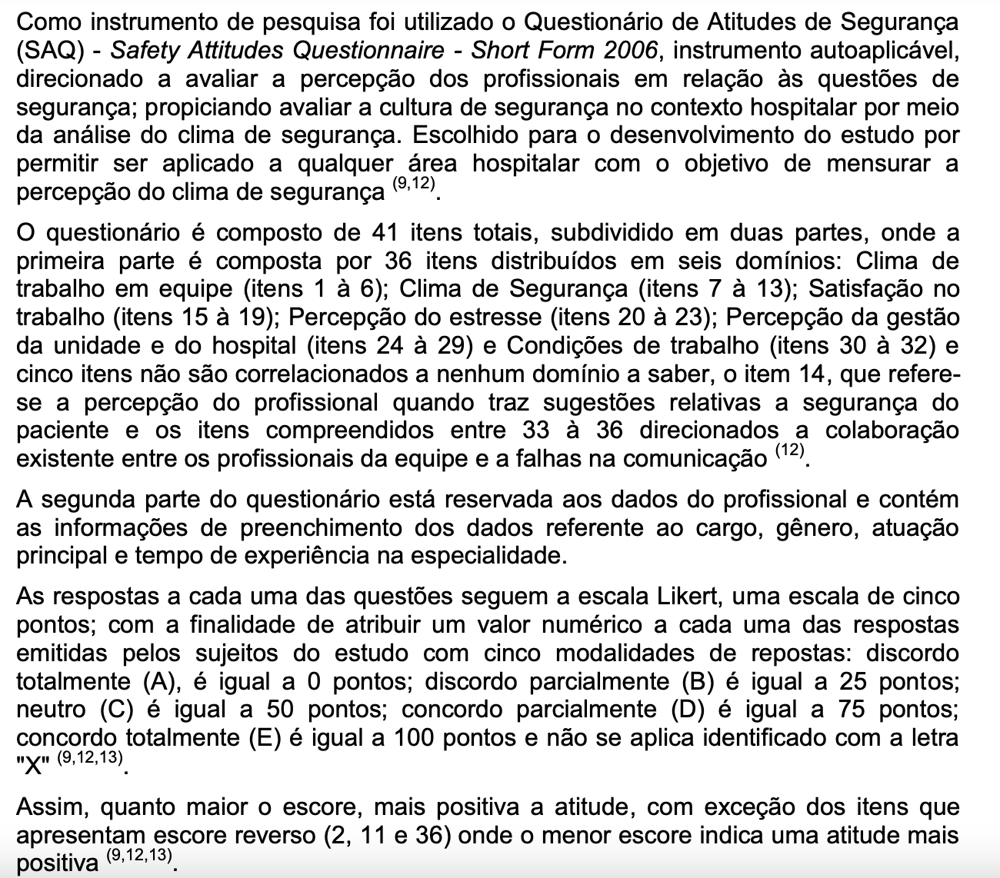 Como instrumento de pesquisa foi utilizado o Questionário de Atitudes de Segurança
(SAQ) - Safety Attitudes Questionnaire - Short Form 2006, instrumento autoaplicável,
direcionado a avaliar a percepção dos profissionais em relação às questões de
segurança; propiciando avaliar a cultura de segurança no contexto hospitalar por meio
da análise do clima de segurança. Escolhido para o desenvolvimento do estudo por
permitir ser aplicado a qualquer área hospitalar com o objetivo de mensurar a
percepção do clima de segurança (9,12).
O questionário é composto de 41 itens totais, subdividido em duas partes, onde a
primeira parte é composta por 36 itens distribuídos em seis domínios: Clima de
trabalho em equipe (itens 1 à 6); Clima de Segurança (itens 7 à 13); Satisfação no
trabalho (itens 15 à 19); Percepção do estresse (itens 20 à 23); Percepção da gestão
da unidade e do hospital (itens 24 à 29) e Condições de trabalho (itens 30 à 32) e
cinco itens não são correlacionados a nenhum domínio a saber, o item 14, que refere-
se a percepção do profissional quando traz sugestões relativas a segurança do
paciente e os itens compreendidos entre 33 à 36 direcionados a colaboração
existente entre os profissionais da equipe e a falhas na comunicação (12).
A segunda parte do questionário está reservada aos dados do profissional e contém
as informações de preenchimento dos dados referente ao cargo, gênero, atuação
principal e tempo de experiência na especialidade.
As respostas a cada uma das questões seguem a escala Likert, uma escala de cinco
pontos; com a finalidade de atribuir um valor numérico a cada uma das respostas
emitidas pelos sujeitos do estudo com cinco modalidades de repostas: discordo
totalmente (A), é igual a 0 pontos; discordo parcialmente (B) é igual a 25 pontos;
neutro (C) é igual a 50 pontos; concordo parcialmente (D) é igual a 75 pontos;
concordo totalmente (E) é igual a 100 pontos e não se aplica identificado com a letra
"X" (9,12,13).
Assim, quanto maior o escore, mais positiva a atitude, com exceção dos itens que
apresentam escore reverso (2, 11 e 36) onde o menor escore indica uma atitude mais
positiva (9,12,13).